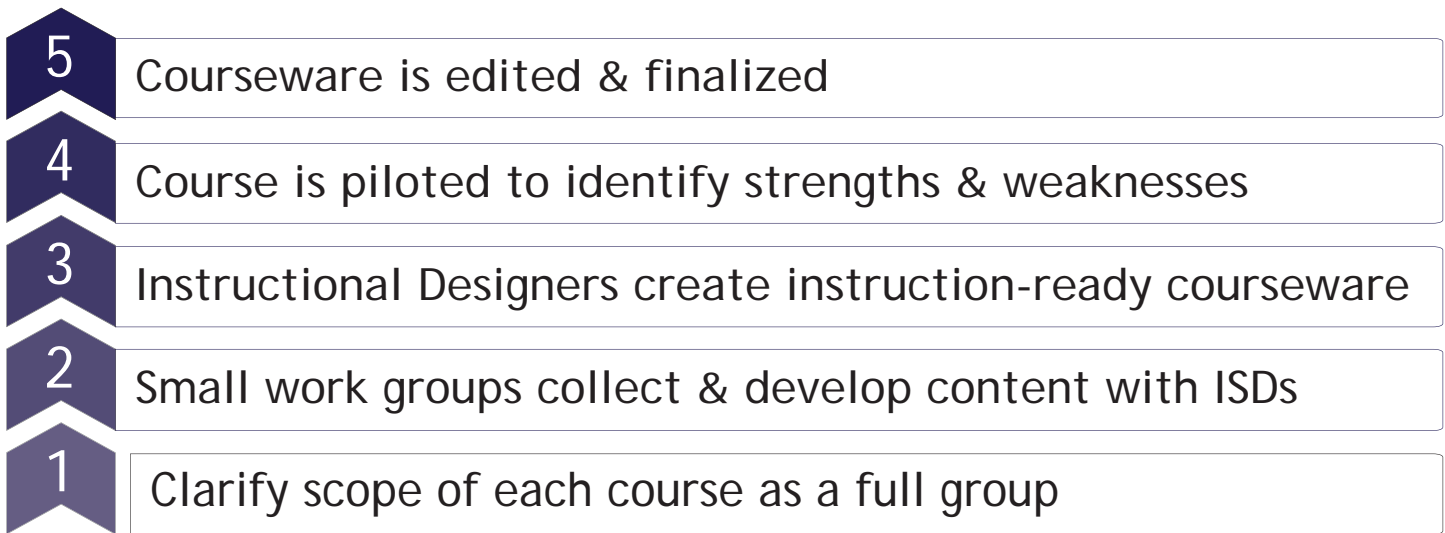 5 Courseware is edited & finalized
4 Course is piloted to identify strengths & weaknesses
3 Instructional Designers create instruction-ready courseware
2 Small work groups collect & develop content with ISDs
1 Clarify scope of each course as a full group